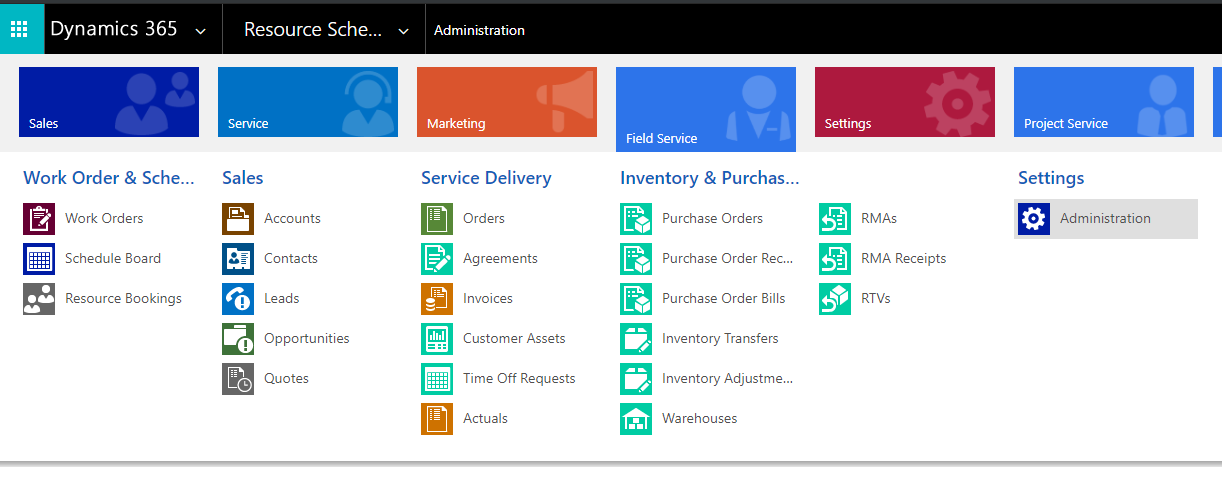 Dynamics 365
Resource Sche...
Administration
Sales
Service
Marketing
Field Service
Settings
Project Service
Work Order & Sche...
Work Orders
Schedule Board
Resource Bookings
Sales
Accounts
Contacts
Leads
Opportunities
Quotes
Service Delivery
Orders
Agreements
Invoices
Customer Assets
Time Off Requests
Actuals
Inventory & Purchas...
Purchase Orders
Purchase Order Rec...
Purchase Order Bills
Inventory Transfers
Inventory Adjustme...
Warehouses
RMAs
RMA Receipts
RTVs
Settings
Administration